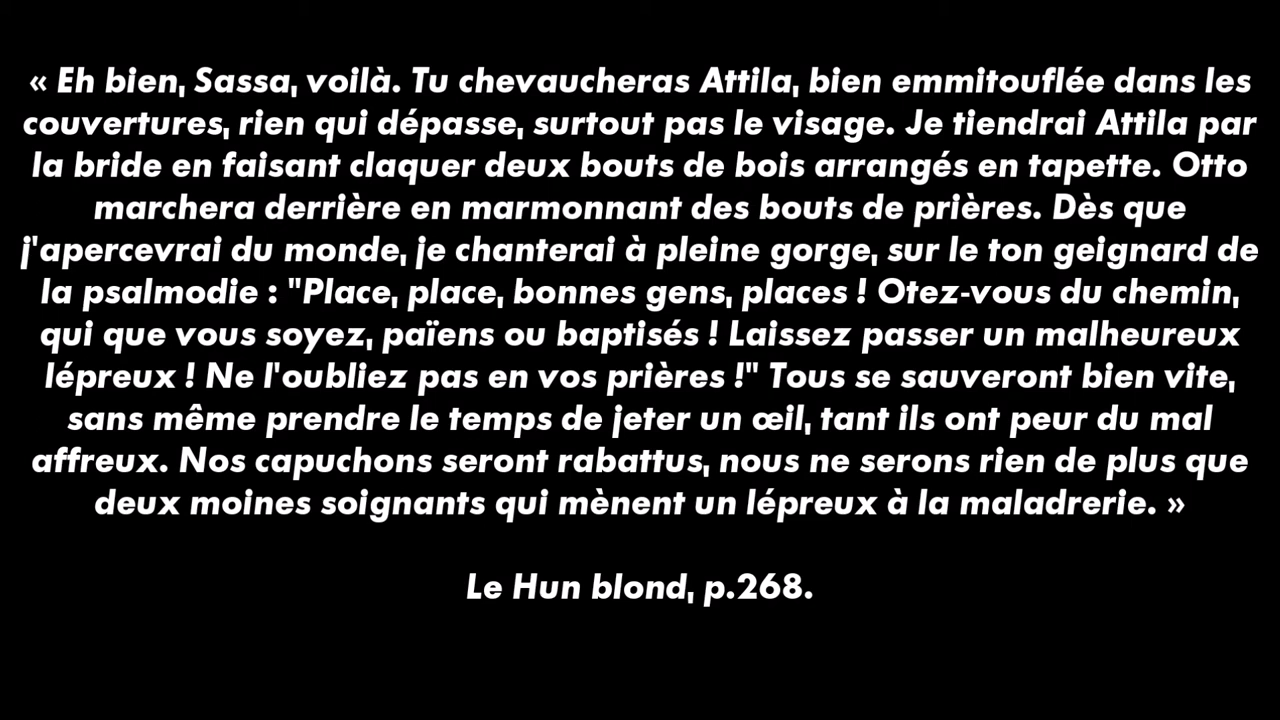 « Eh bien, Sassa, voilà. Tu chevaucheras Attila, bien emmitouflée dans les
couvertures, rien qui dépasse, surtout pas le visage. Je tiendrai Attila par
la bride en faisant claquer deux bouts de bois arrangés en tapette. Otto
marchera derrière en marmonnant des bouts de prières. Dès que
j'apercevrai du monde, je chanterai à pleine gorge, sur le ton geignard de
la psalmodie : "Place, place, bonnes gens, places ! Otez-vous du chemin,
qui que vous soyez, païens ou baptisés ! Laissez passer un malheureux
lépreux ! Ne l'oubliez pas en vos prières !" Tous se sauveront bien vite,
sans même prendre le temps de jeter un œil, tant ils ont peur du mal
affreux. Nos capuchons seront rabattus, nous ne serons rien de plus que
deux moines soignants qui mènent un lépreux à la maladrerie. »
Le Hun blond, p.268.